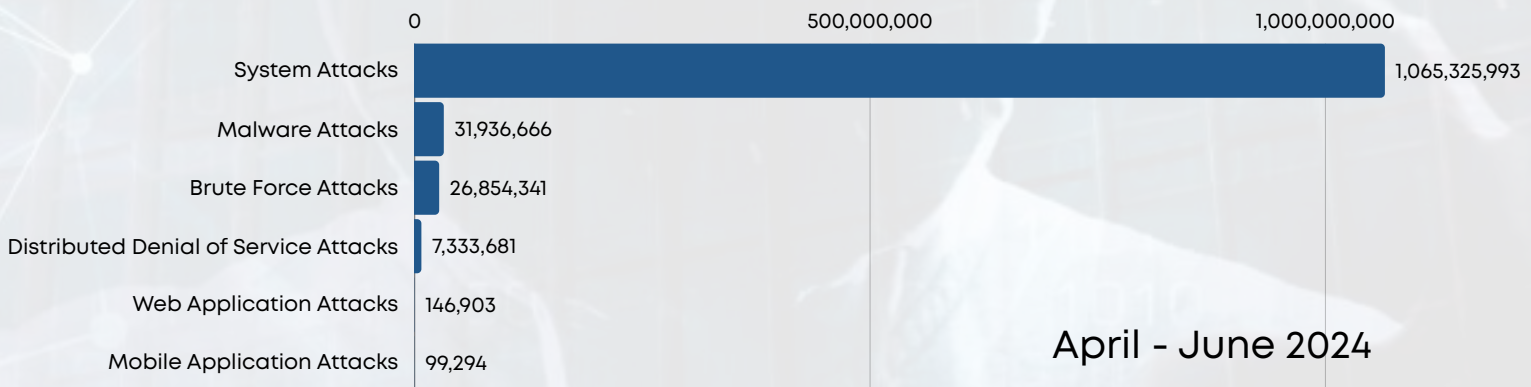 0 500,000,000 1,000,000,000
System Attacks 1,065,325,993
Malware Attacks 31,936,666
Brute Force Attacks 26,854,341
Distributed Denial of Service Attacks 7,333,681
Web Application Attacks 146,903
Mobile Application Attacks 99,294
April - June 2024